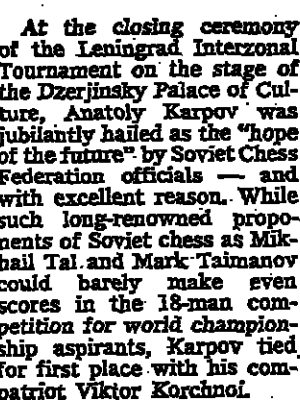 At the closing ceremony
of the Leningrad Interzonal
Tournament on the stage of
the Dzerjinsky Palace of Cul-
ture, Anatoly Karpov was
jubilantly hailed as the "hope
of the future" by Soviet Chess
Federation officials — and
with excellent reason. While
such long-renowned propo-
nents of Soviet chess as Mik-
hail Tal and Mark Taimanov
could barely make even
scores in the 18-man com-
petition for world champion-
ship aspirants, Karpov tied
for first place with his com-
patriot Viktor Korchnoi.